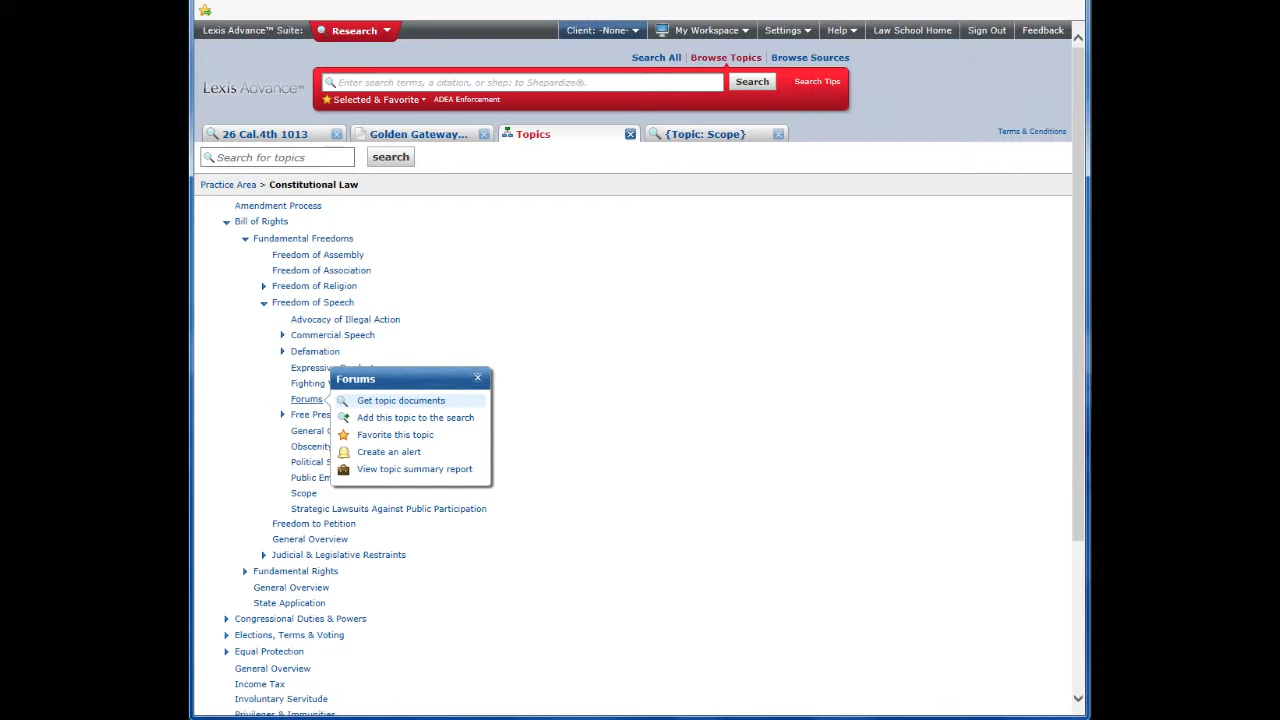 Lexis Advance™ Suite: Research Client: -None- My Workspace Settings Help Law School Home Sign Out Feedback
Search All Browse Topics Browse Sources
Lexis Advance™ Enter search terms, a citation, or shep: to Shepardize®. Search Search Tips
Selected & Favorite ADEA Enforcement
26 Cal.4th 1013 Golden Gateway... Topics {Topic: Scope} Terms & Conditions
Search for topics search
Practice Area > Constitutional Law
Amendment Process
Bill of Rights
Fundamental Freedoms
Freedom of Assembly
Freedom of Association
Freedom of Religion
Freedom of Speech
Advocacy of Illegal Action
Commercial Speech
Defamation
Expressive
Forums
Fighting
Forums
Get topic documents
Free Pres
Add this topic to the search
General
Favorite this topic
Obscenity
Create an alert
Political S
View topic summary report
Public Em
Scope
Strategic Lawsuits Against Public Participation
Freedom to Petition
General Overview
Judicial & Legislative Restraints
Fundamental Rights
General Overview
State Application
Congressional Duties & Powers
Elections, Terms & Voting
Equal Protection
General Overview
Income Tax
Involuntary Servitude
Privileges & Immunities